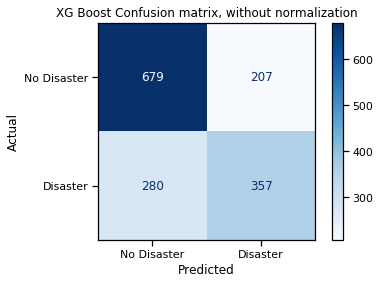 XG Boost Confusion matrix, without normalization
No Disaster
679
207
Disaster
280
357
No Disaster
Disaster
Predicted
Actual
600
500
400
300